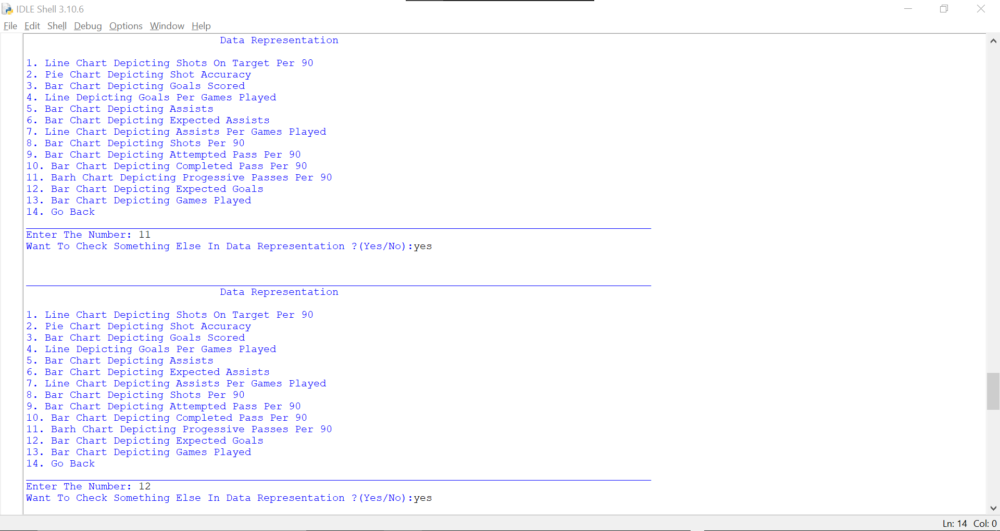 IDLE Shell 3.10.6
File Edit Shell Debug Options Window Help
Data Representation
1. Line Chart Depicting Shots On Target Per 90
2. Pie Chart Depicting Shot Accuracy
3. Bar Chart Depicting Goals Scored
4. Line Depicting Goals Per Games Played
5. Bar Chart Depicting Assists
6. Bar Chart Depicting Expected Assists
7. Line Chart Depicting Assists Per Games Played
8. Bar Chart Depicting Shots Per 90
9. Bar Chart Depicting Attempted Pass Per 90
10. Bar Chart Depicting Completed Pass Per 90
11. Barh Chart Depicting Progessive Passes Per 90
12. Bar Chart Depicting Expected Goals
13. Bar Chart Depicting Games Played
14. Go Back
Enter The Number: 11
Want To Check Something Else In Data Representation ?(Yes/No):yes
Data Representation
1. Line Chart Depicting Shots On Target Per 90
2. Pie Chart Depicting Shot Accuracy
3. Bar Chart Depicting Goals Scored
4. Line Depicting Goals Per Games Played
5. Bar Chart Depicting Assists
6. Bar Chart Depicting Expected Assists
7. Line Chart Depicting Assists Per Games Played
8. Bar Chart Depicting Shots Per 90
9. Bar Chart Depicting Attempted Pass Per 90
10. Bar Chart Depicting Completed Pass Per 90
11. Barh Chart Depicting Progessive Passes Per 90
12. Bar Chart Depicting Expected Goals
13. Bar Chart Depicting Games Played
14. Go Back
Enter The Number: 12
Want To Check Something Else In Data Representation ?(Yes/No):yes
Ln: 14 Col: 0